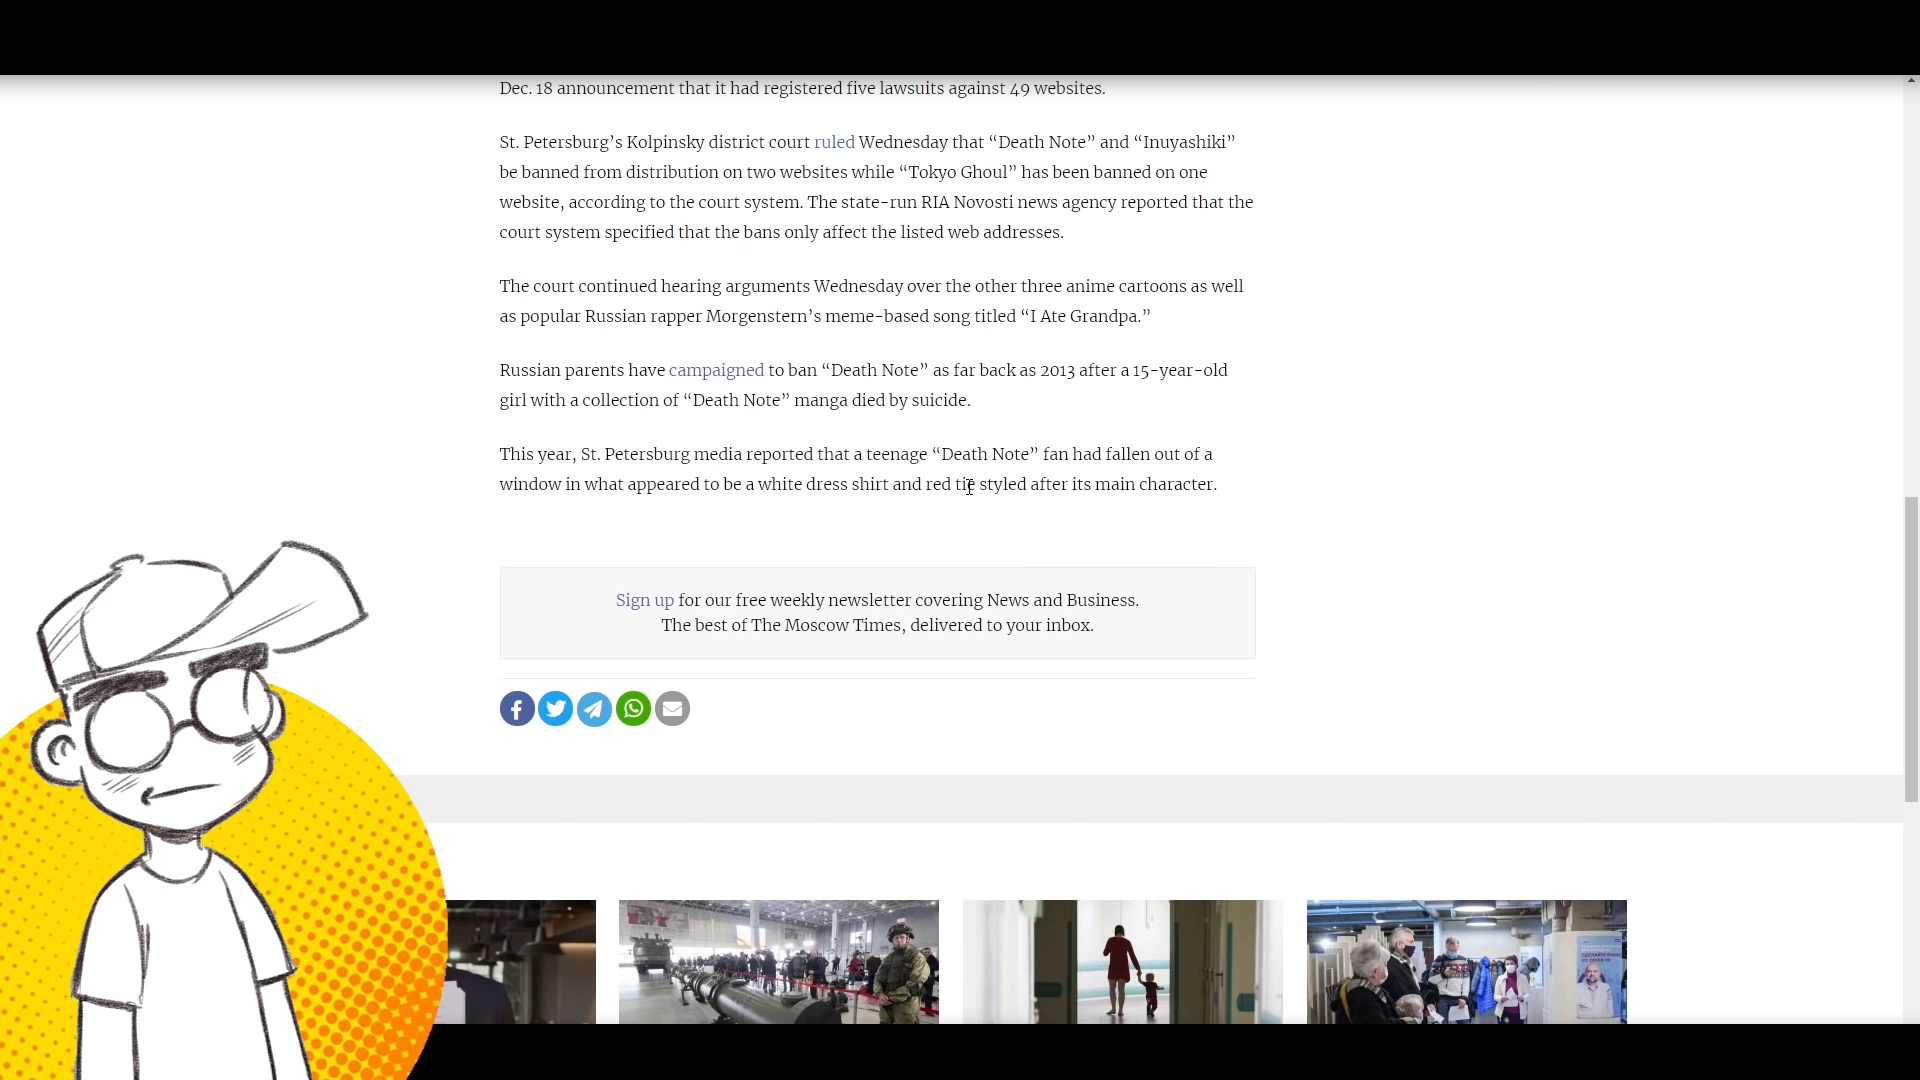 Dec. 18 announcement that it had registered five lawsuits against 49 websites.
St. Petersburg’s Kolpinsky district court ruled Wednesday that “Death Note” and “Inuyashiki”
be banned from distribution on two websites while “Tokyo Ghoul” has been banned on one
website, according to the court system. The state-run RIA Novosti news agency reported that the
court system specified that the bans only affect the listed web addresses.
The court continued hearing arguments Wednesday over the other three anime cartoons as well
as popular Russian rapper Morgenstern’s meme-based song titled “I Ate Grandpa.”
Russian parents have campaigned to ban “Death Note” as far back as 2013 after a 15-year-old
girl with a collection of “Death Note” manga died by suicide.
This year, St. Petersburg media reported that a teenage “Death Note” fan had fallen out of a
window in what appeared to be a white dress shirt and red tie styled after its main character.
Sign up for our free weekly newsletter covering News and Business.
The best of The Moscow Times, delivered to your inbox.